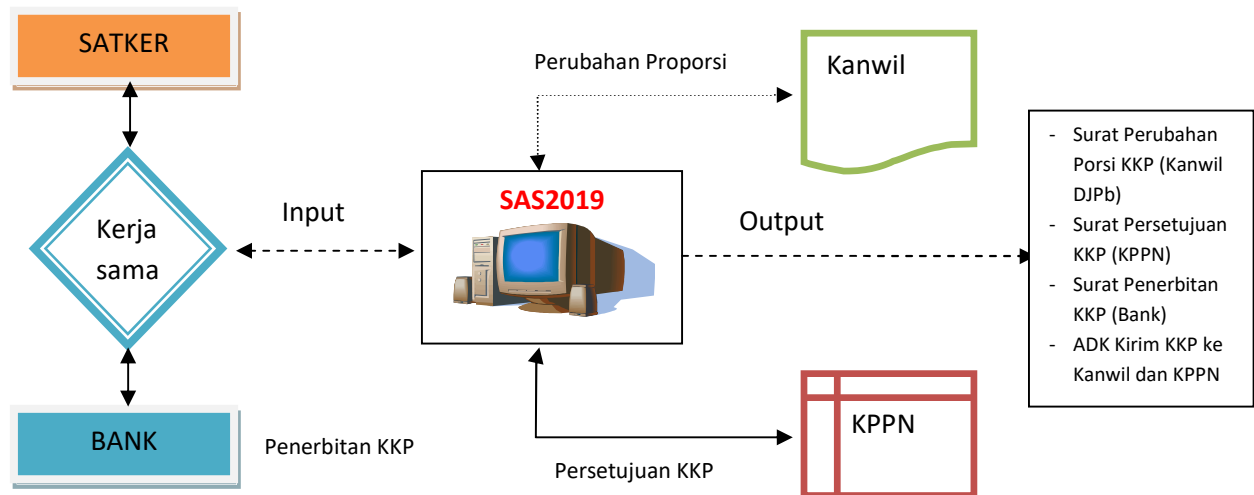 SATKER
Kerja
sama
BANK
Penerbitan KKP
Input
Perubahan Proporsi
SAS2019
Persetujuan KKP
Kanwil
KPPN
Output
- Surat Perubahan
Porsi KKP (Kanwil
DJPb)
- Surat Persetujuan
KKP (KPPN)
- Surat Penerbitan
KKP (Bank)
- ADK Kirim KKP ke
Kanwil dan KPPN